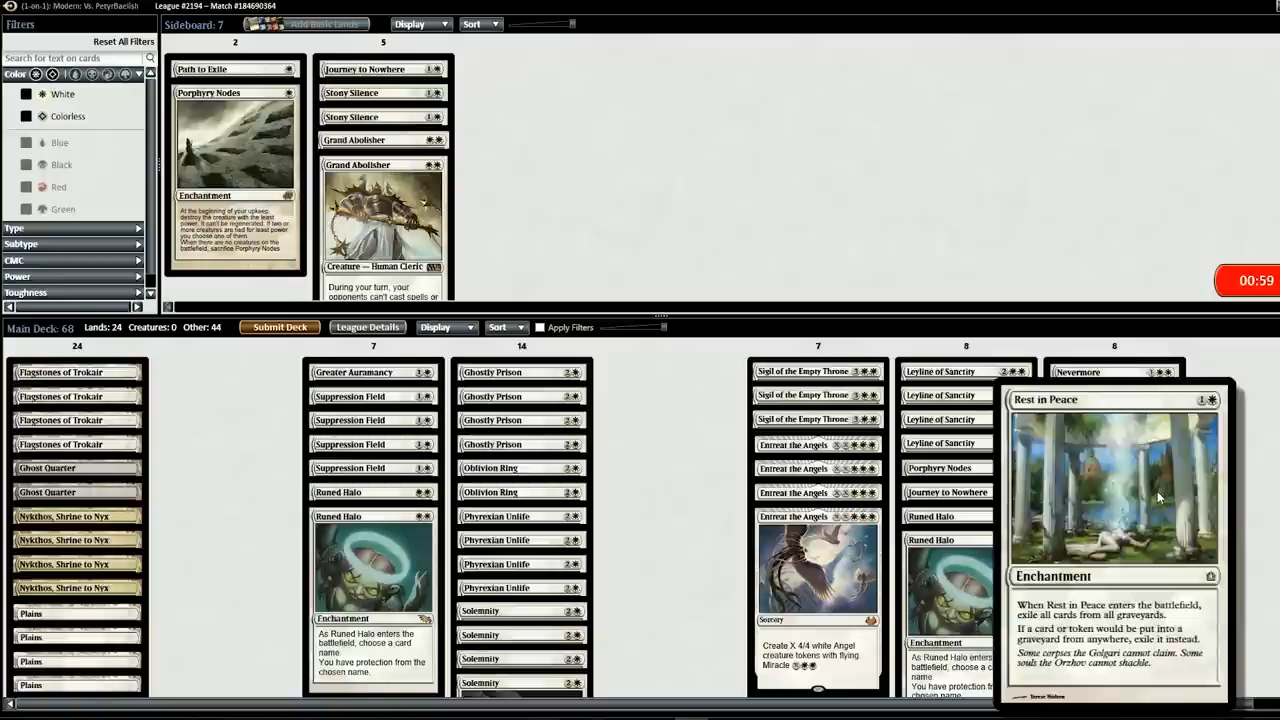 (1-on-1): Modern: Vs. PetyrBaelish
League #2194 – Match #184690364
Filters
Reset All Filters
Search for text on cards
Color
White
Colorless
Blue
Black
Red
Green
Type
Subtype
CMC
Power
Toughness
Sideboard: 7
Add Basic Lands
Display
Sort
2
5
Path to Exile
Porphyry Nodes
Enchantment
At the beginning of your upkeep,
destroy the creature with the least
power. It can't be regenerated. If two or
more creatures are tied for least power
you choose one of them.
When there are no creatures on the
battlefield, sacrifice Porphyry Nodes
Journey to Nowhere
Stony Silence
Stony Silence
Grand Abolisher
Grand Abolisher
Creature — Human Cleric
During your turn, your
opponents can't cast spells or
00:59
Main Deck: 68
Lands: 24
Creatures: 0
Other: 44
Submit Deck
League Details
Display
Sort
Apply Filters
24
7
14
7
8
8
Flagstones of Trokair
Flagstones of Trokair
Flagstones of Trokair
Flagstones of Trokair
Ghost Quarter
Ghost Quarter
Nykthos, Shrine to Nyx
Nykthos, Shrine to Nyx
Nykthos, Shrine to Nyx
Nykthos, Shrine to Nyx
Plains
Plains
Plains
Plains
Greater Auramancy
Suppression Field
Suppression Field
Suppression Field
Suppression Field
Runed Halo
Runed Halo
Enchantment
As Runed Halo enters the
battlefield, choose a card
name.
You have protection from the
chosen name.
Ghostly Prison
Ghostly Prison
Ghostly Prison
Ghostly Prison
Oblivion Ring
Oblivion Ring
Phyrexian Unlife
Phyrexian Unlife
Phyrexian Unlife
Phyrexian Unlife
Solemnity
Solemnity
Solemnity
Solemnity
Sigil of the Empty Throne
Sigil of the Empty Throne
Sigil of the Empty Throne
Entreat the Angels
Entreat the Angels
Entreat the Angels
Entreat the Angels
Sorcery
Create X 4/4 white Angel
creature tokens with flying
Miracle
Leyline of Sanctity
Leyline of Sanctity
Leyline of Sanctity
Leyline of Sanctity
Porphyry Nodes
Journey to Nowhere
Runed Halo
Runed Halo
Enchantment
As Runed Halo enters
battlefield, choose a c
name.
You have protection fr
chosen name.
Nevermore
Rest in Peace
Enchantment
When Rest in Peace enters the battlefield,
exile all cards from all graveyards.
If a card or token would be put into a
graveyard from anywhere, exile it instead.
Some corpses the Golgari cannot claim. Some
souls the Orzhov cannot shackle.